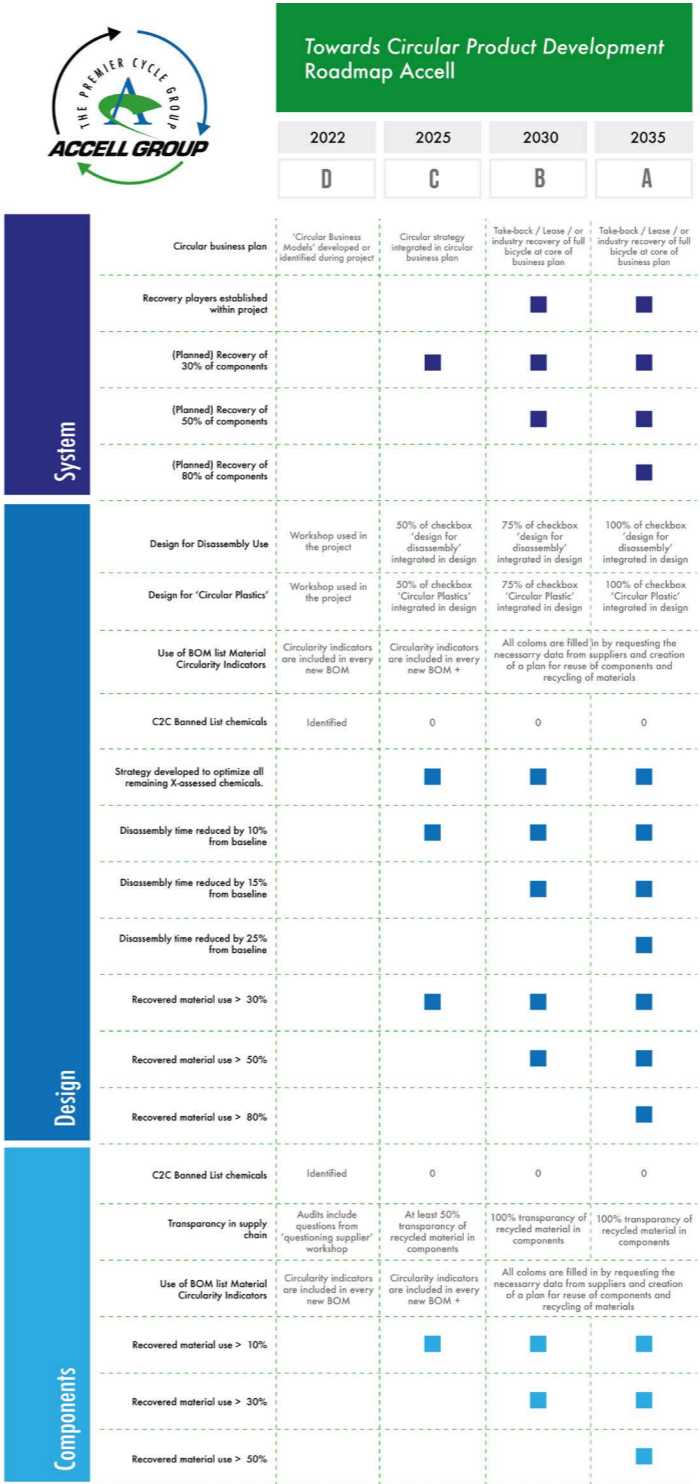 THE PREMIER CYCLE GROUP
A
ACCELL GROUP
Towards Circular Product Development
Roadmap Accell
2022 2025 2030 2035
D C B A
System
Circular business plan
'Circular Business
Models' developed or
identified during project
Circular strategy
integrated in circular
business plan
Take-back / Lease / or
industry recovery of full
bicycle at core of
business plan
Take-back / Lease / or
industry recovery of full
bicycle at core of
business plan
Recovery players established
within project
(Planned) Recovery of
30% of components
(Planned) Recovery of
50% of components
(Planned) Recovery of
80% of components
Design
Design for Disassembly Use
Workshop used in
the project
50% of checkbox
'design for
disassembly'
integrated in design
75% of checkbox
'design for
disassembly'
integrated in design
100% of checkbox
'design for
disassembly'
integrated in design
Design for 'Circular Plastics'
Workshop used in
the project
50% of checkbox
'Circular Plastics'
integrated in design
75% of checkbox
'Circular Plastic'
integrated in design
100% of checkbox
'Circular Plastic'
integrated in design
Use of BOM list Material
Circularity Indicators
Circularity indicators
are included in every
new BOM
Circularity indicators
are included in every
new BOM +
All coloms are filled in by requesting the
necessarry data from suppliers and creation
of a plan for reuse of components and
recycling of materials
C2C Banned List chemicals
Identified
0
0
0
Strategy developed to optimize all
remaining X-assessed chemicals.
Disassembly time reduced by 10%
from baseline
Disassembly time reduced by 15%
from baseline
Disassembly time reduced by 25%
from baseline
Recovered material use > 30%
Recovered material use > 50%
Recovered material use > 80%
Components
C2C Banned List chemicals
Identified
0
0
0
Transparancy in supply
chain
Audits include
questions from
'questioning supplier'
workshop
At least 50%
transparancy of
recycled material in
components
100% transparancy of
recycled material in
components
100% transparancy of
recycled material in
components
Use of BOM list Material
Circularity Indicators
Circularity indicators
are included in every
new BOM
Circularity indicators
are included in every
new BOM +
All coloms are filled in by requesting the
necessarry data from suppliers and creation
of a plan for reuse of components and
recycling of materials
Recovered material use > 10%
Recovered material use > 30%
Recovered material use > 50%